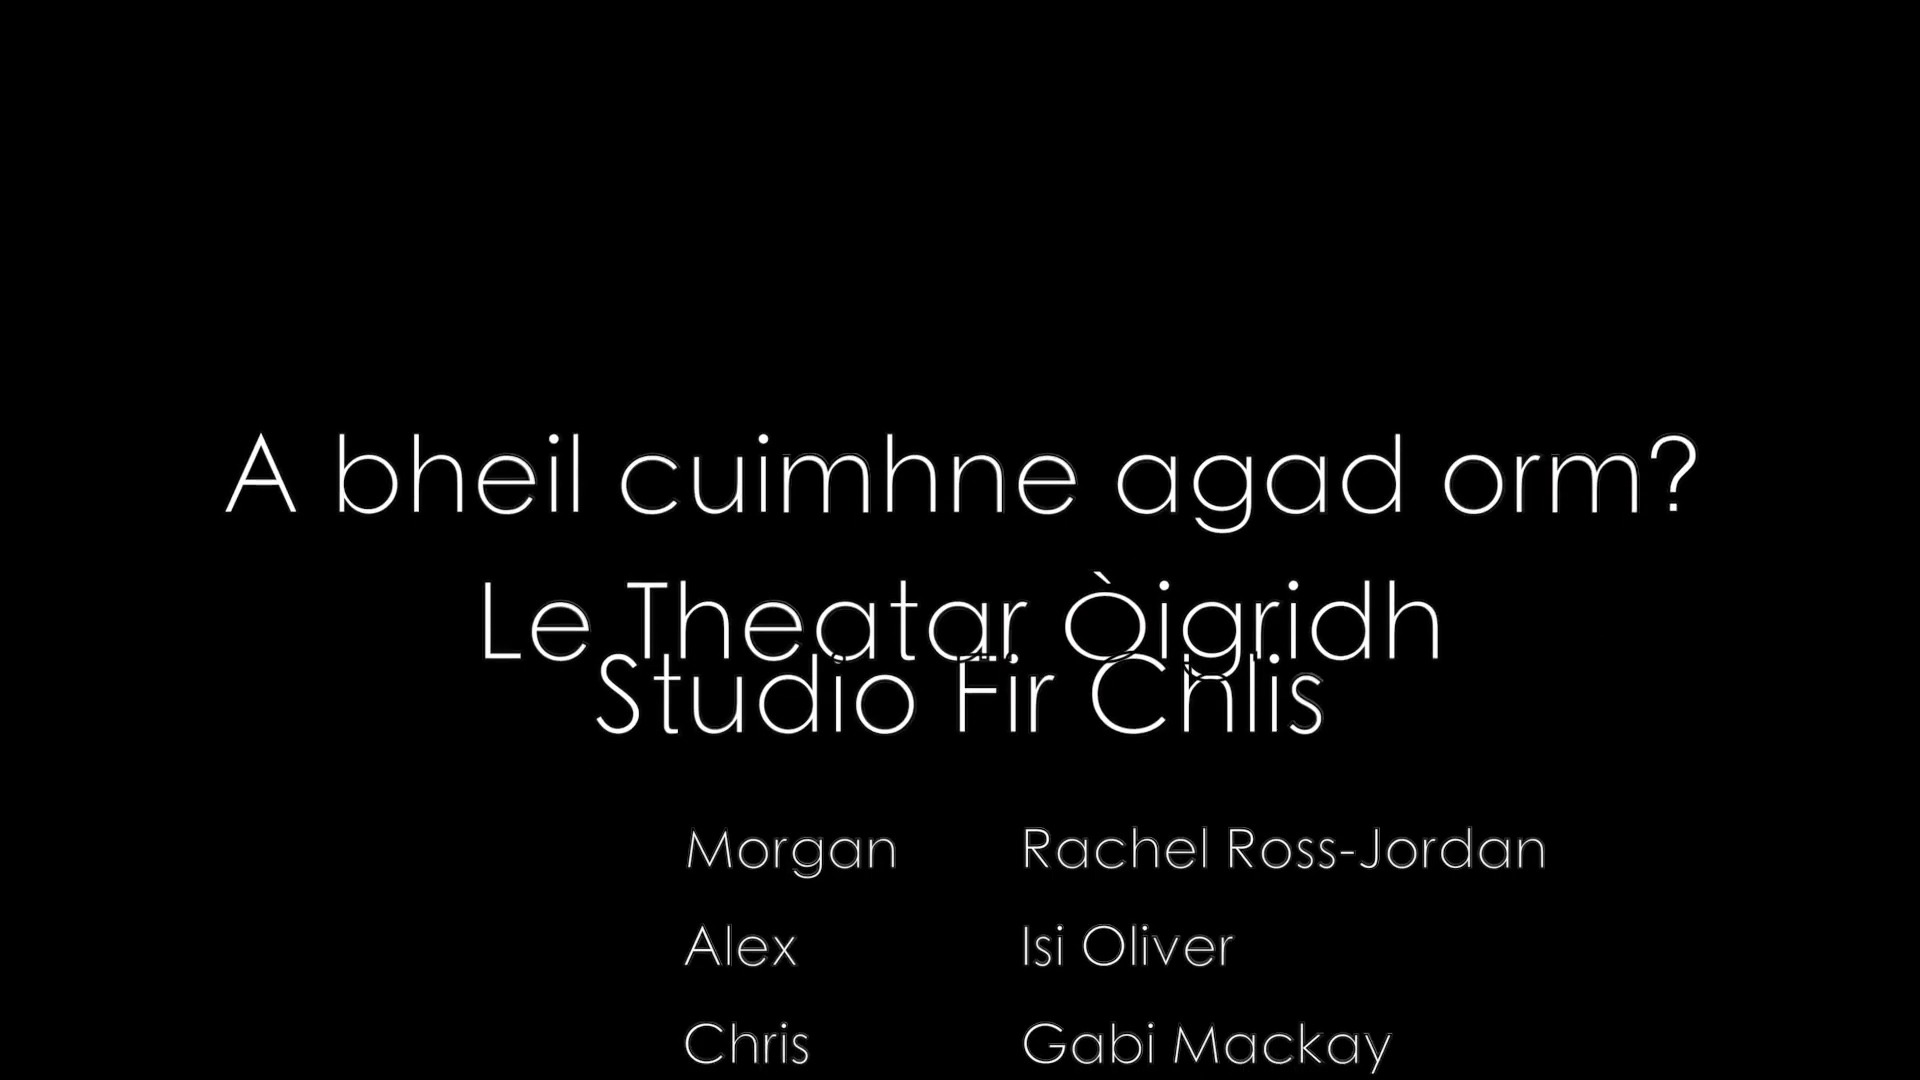 A bheil cuimhne agad orm?
Le Theatar Òigridh
Studio Fir Chlis
Morgan Rachel Ross-Jordan
Alex Isi Oliver
Chris Gabi Mackay